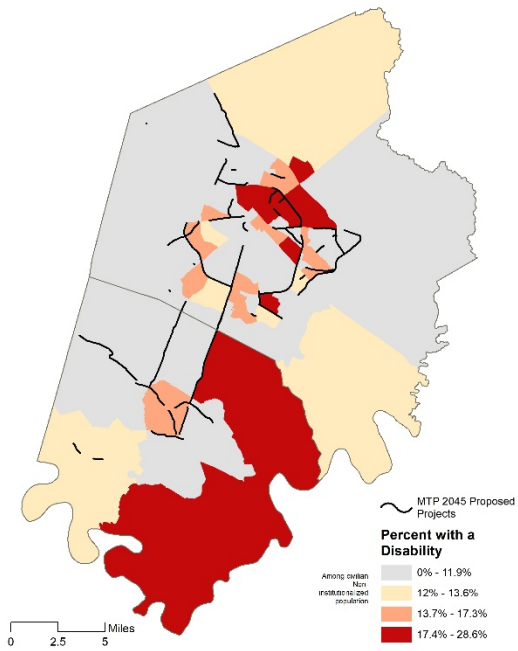 MTP 2045 Proposed
Projects
Percent with a
Disability
Among civilian
Non-
institutionalized
population
0% - 11.9%
12% - 13.6%
13.7% - 17.3%
17.4% - 28.6%
Miles
0 2.5 5